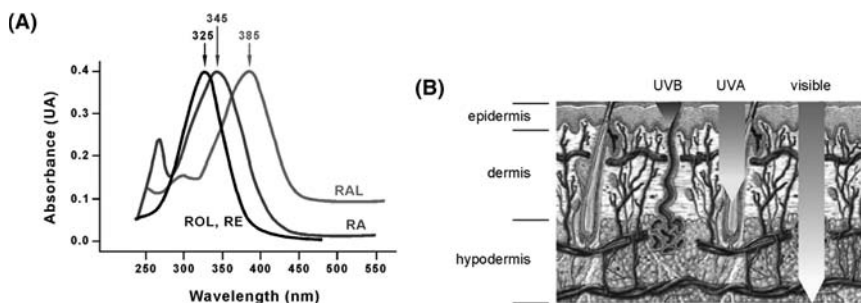 (A)
345
325 385
Absorbance (UA)
0.4
0.3
0.2
0.1
0.0
RAL
ROL, RE
RA
250 300 350 400 450 500 550
Wavelength (nm)
(B)
UVB UVA visible
epidermis
dermis
hypodermis